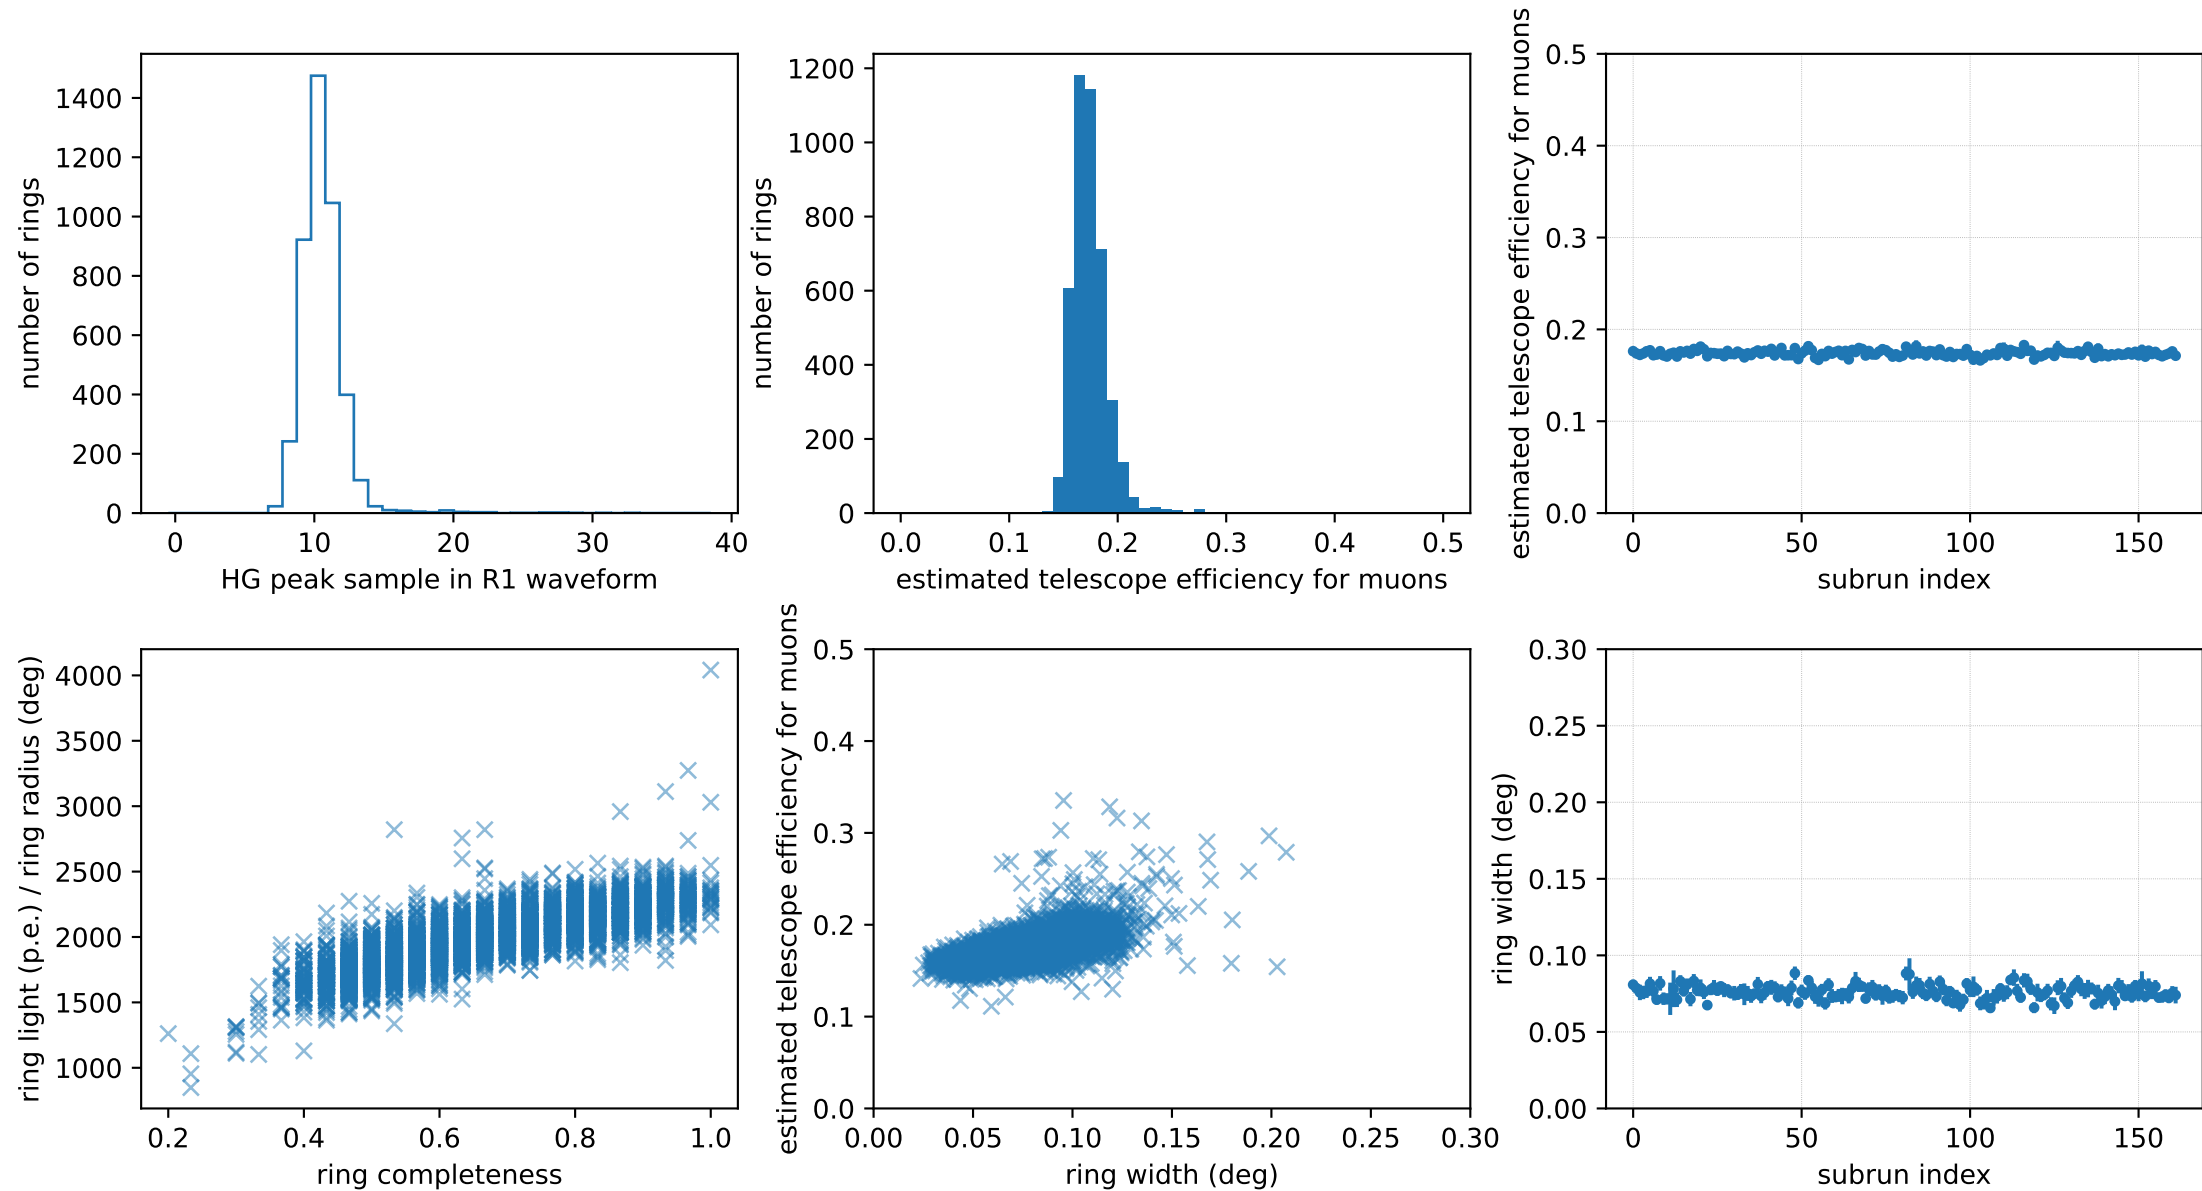 1400
1200
1000
800
600
400
200
0
number of rings
0 10 20 30 40
HG peak sample in R1 waveform
1200
1000
800
600
400
200
0
number of rings
0.0 0.1 0.2 0.3 0.4 0.5
estimated telescope efficiency for muons
0.5
0.4
0.3
0.2
0.1
0.0
estimated telescope efficiency for muons
0 50 100 150
subrun index
4000
3500
3000
2500
2000
1500
1000
ring light (p.e.) / ring radius (deg)
0.2 0.4 0.6 0.8 1.0
ring completeness
0.5
0.4
0.3
0.2
0.1
0.0
estimated telescope efficiency for muons
0.00 0.05 0.10 0.15 0.20 0.25 0.30
ring width (deg)
0.30
0.25
0.20
0.15
0.10
0.05
0.00
ring width (deg)
0 50 100 150
subrun index